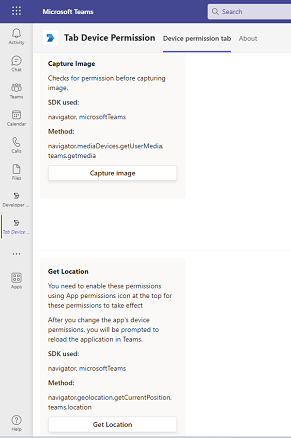 Microsoft Teams
Search
Activity
Chat
Teams
Calendar
Calls
Files
Developer ...
Tab Device ...
Apps
Help
Tab Device Permission
Device permission tab
About
Capture Image
Checks for permission before capturing
image.
SDK used:
navigator, microsoftTeams
Method:
navigator.mediaDevices.getUserMedia,
teams.getmedia
Capture image
Get Location
You need to enable these permissions
using App permissions icon at the top for
these permissions to take effect
After you change the app's device
permissions, you will be prompted to
reload the application in Teams.
SDK used:
navigator, microsoftTeams
Method:
navigator.geolocation.getCurrentPosition,
teams.location
Get Location